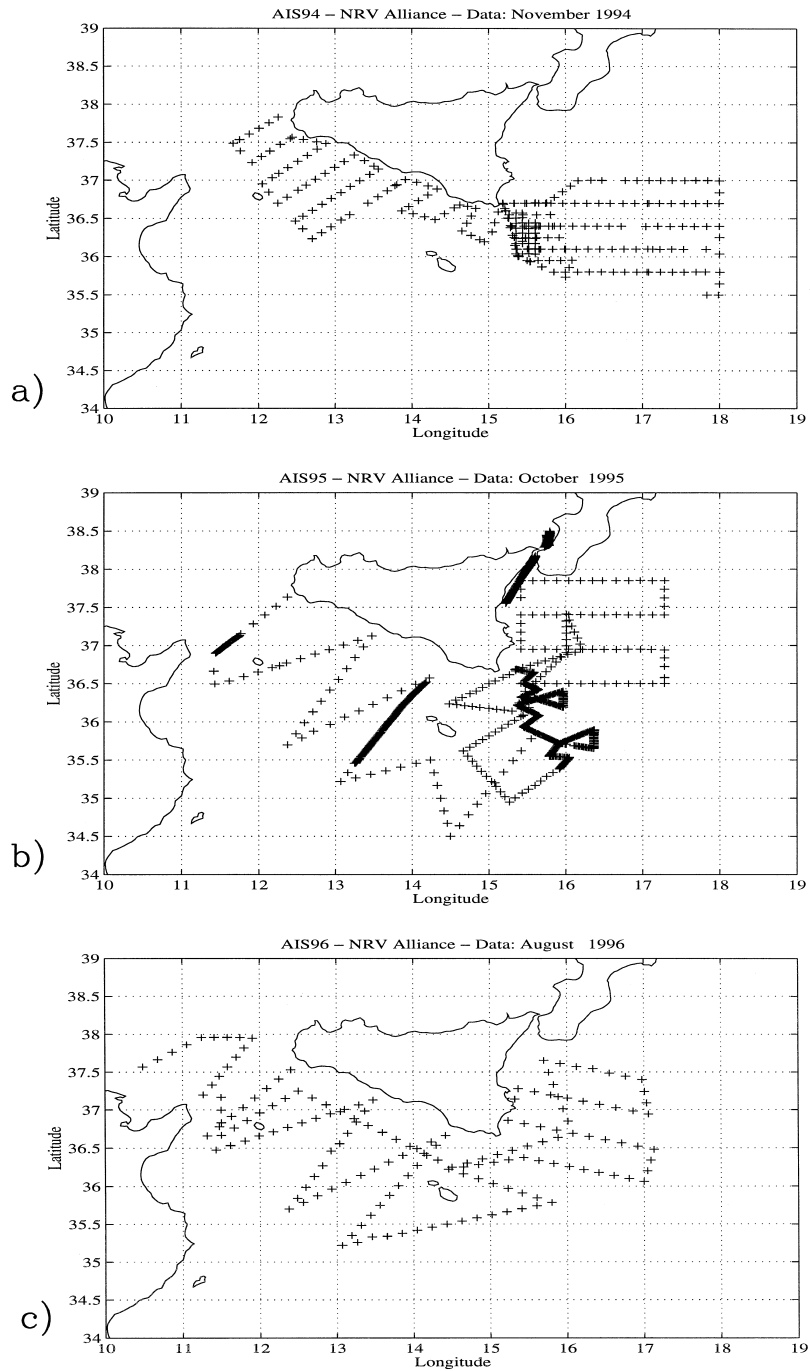 AIS94 – NRV Alliance – Data: November 1994
39
38.5
38
37.5
37
36.5
36
35.5
35
34.5
34
Latitude
a)
10 11 12 13 14 15 16 17 18 19
Longitude
AIS95 – NRV Alliance – Data: October 1995
39
38.5
38
37.5
37
36.5
36
35.5
35
34.5
34
Latitude
b)
10 11 12 13 14 15 16 17 18 19
Longitude
AIS96 – NRV Alliance – Data: August 1996
39
38.5
38
37.5
37
36.5
36
35.5
35
34.5
34
Latitude
c)
10 11 12 13 14 15 16 17 18 19
Longitude